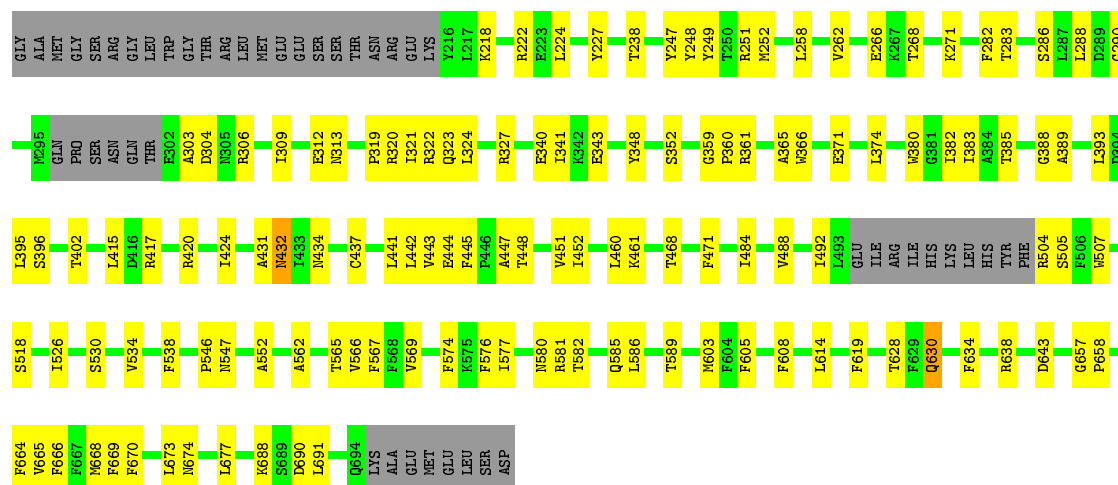 GLY ALA MET GLY SER ARG GLY LEU TRP GLY THR ARG LEU MET GLU GLU SER SER THR ASN ARG GLU LYS Y216 L217 K218 R222 E223 L224 Y227 T238 Y247 Y248 Y249 T250 R251 M252 L258 V262 E266 K267 T268 K271 F282 T283 S286 L287 L288 D289
M295 GLN PRO SER ASN GLN THR E302 A303 D304 N305 R306 I309 E312 N313 P319 R320 I321 R322 Q323 L324 R327 E340 I341 K342 E343 Y348 S352 G359 P360 R361 A365 W366 E371 L374 W380 G381 I382 I383 A384 T385 G388 A389 L393
L395 S396 T402 L415 D416 R417 R420 I424 A431 N432 I433 N434 C437 L441 L442 V443 E444 F445 P446 A447 T448 V451 I452 L460 K461 T468 F471 I484 V488 I492 L493 GLU ILE ARG ILE HIS LYS LEU HIS TYR PHE R504 S505 F506 W507
S518 I526 S530 V534 F538 P546 N547 A552 A562 T565 V566 F567 F568 V569 F574 K575 F576 I577 N580 R581 T582 Q585 L586 T589 M603 F604 F605 F608 L614 F619 T628 F629 Q630 F634 R638 D643 G657 P658
F664 V665 F666 F667 M668 F669 F670 L673 N674 L677 K688 S689 D690 L691 Q694 LYS ALA GLU MET GLU LEU SER ASP